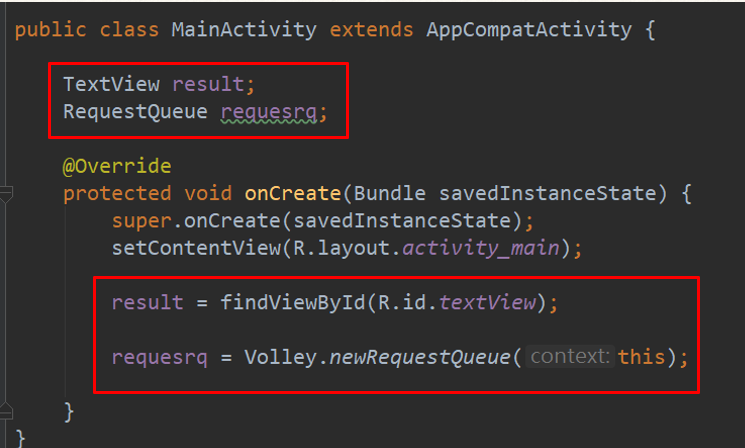 public class MainActivity extends AppCompatActivity {
TextView result;
RequestQueue requesrq;
@Override
protected void onCreate(Bundle savedInstanceState) {
super.onCreate(savedInstanceState);
setContentView(R.layout.activity_main);
result = findViewById(R.id.textView);
requesrq = Volley.newRequestQueue( context: this);
}
}